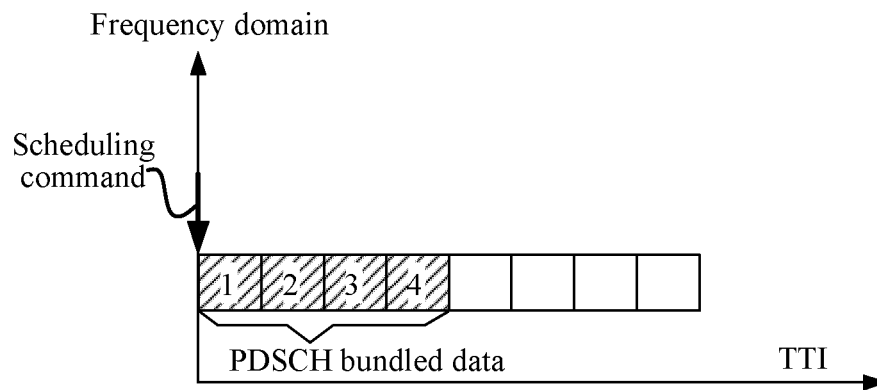 Frequency domain
Scheduling
command
1 2 3 4
PDSCH bundled data
TTI